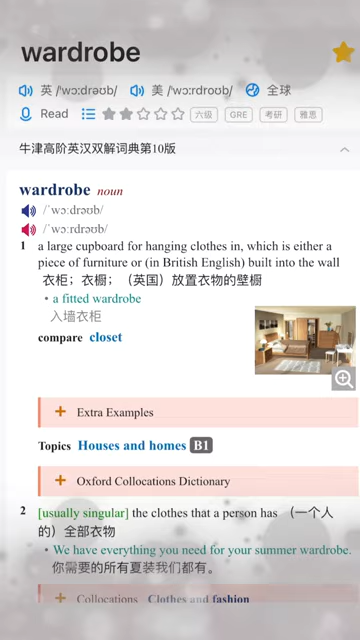 wardrobe
英 /ˈwɔːdrəʊb/ 美 /ˈwɔːrdroʊb/ 全球
Read 六级 GRE 考研 雅思
牛津高阶英汉双解词典第10版
wardrobe noun
/ˈwɔːdrəʊb/
/ˈwɔːrdrəʊb/
1 a large cupboard for hanging clothes in, which is either a
piece of furniture or (in British English) built into the wall
衣柜；衣橱；（英国）放置衣物的壁橱
• a fitted wardrobe
入墙衣柜
compare closet
+ Extra Examples
Topics Houses and homes B1
+ Oxford Collocations Dictionary
2 [usually singular] the clothes that a person has （一个人
的）全部衣物
• We have everything you need for your summer wardrobe.
你需要的所有夏装我们都有。
+ Collocations Clothes and fashion